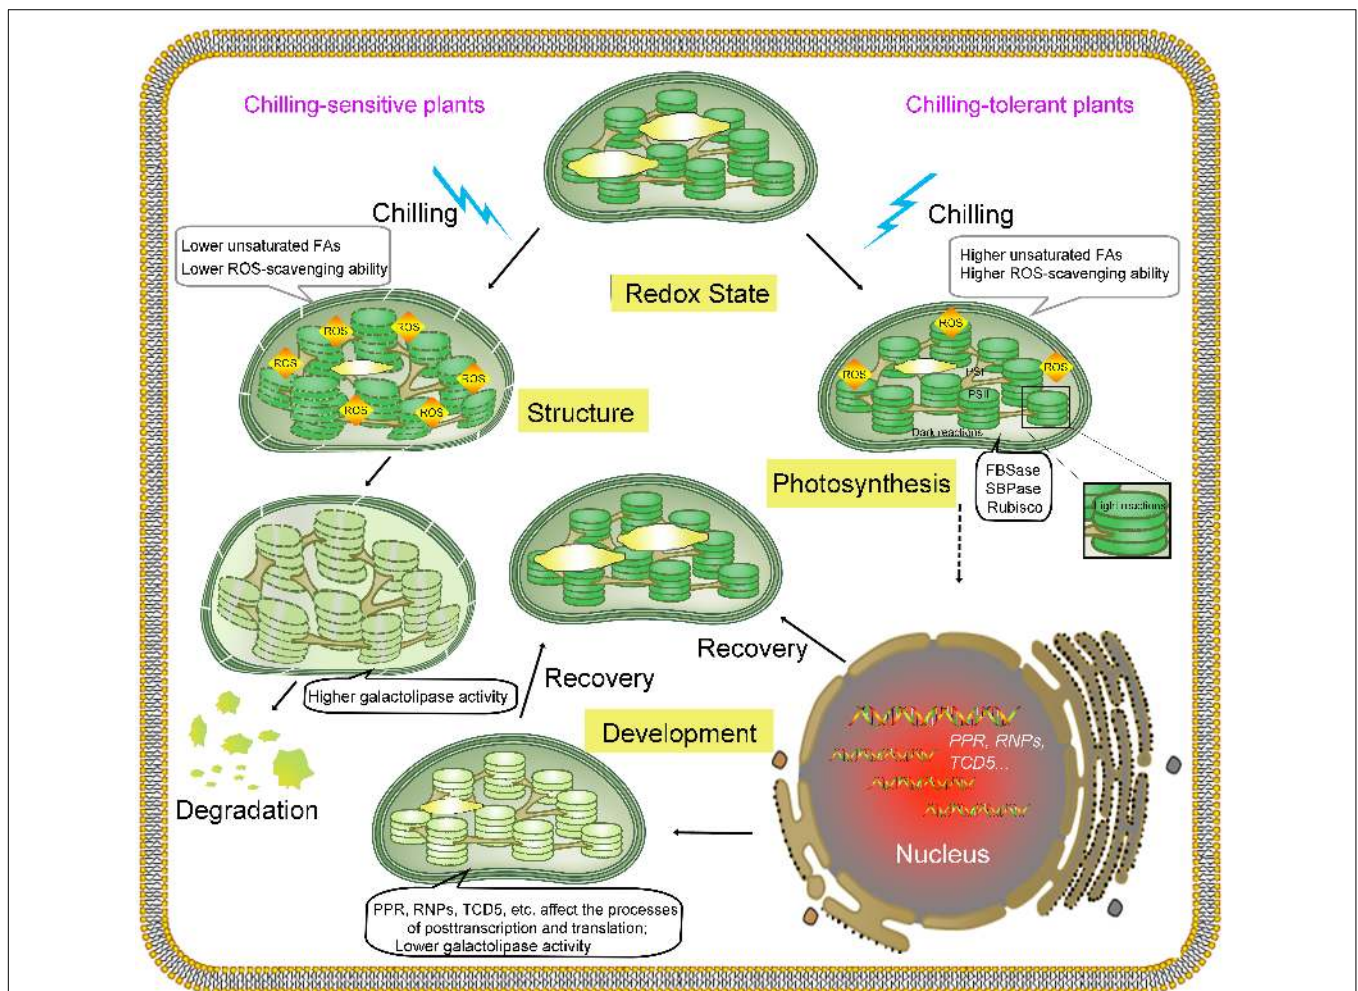 Chilling-sensitive plants
Chilling-tolerant plants
Chilling
Chilling
Lower unsaturated FAs
Lower ROS-scavenging ability
Higher unsaturated FAs
Higher ROS-scavenging ability
Redox State
ROS
ROS
ROS
ROS
ROS
ROS
ROS
ROS
ROS
PSI
PSII
Dark reactions
Structure
Photosynthesis
FBSase
SBPase
Rubisco
Light reactions
Recovery
Recovery
Higher galactolipase activity
Development
Degradation
PPR, RNPs,
TCD5...
Nucleus
PPR, RNPs, TCD5, etc. affect the processes
of posttranscription and translation;
Lower galactolipase activity